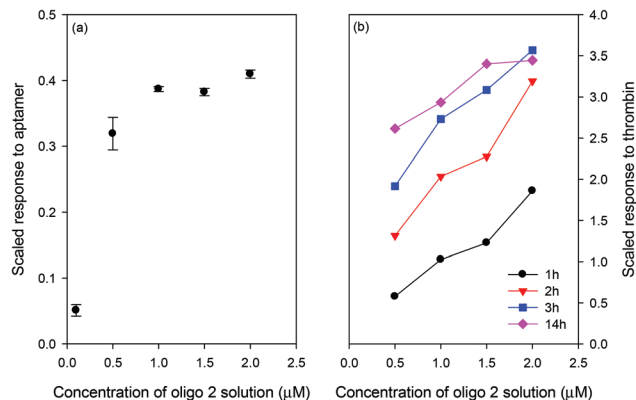 (a)
Scaled response to aptamer
0.5
0.4
0.3
0.2
0.1
0.0
0.0 0.5 1.0 1.5 2.0 2.5
Concentration of oligo 2 solution (μM)
(b)
4.0
3.5
3.0
2.5
2.0
1.5
1.0
0.5
0.0
Scaled response to thrombin
1h
2h
3h
14h
0.0 0.5 1.0 1.5 2.0 2.5
Concentration of oligo 2 solution (μM)